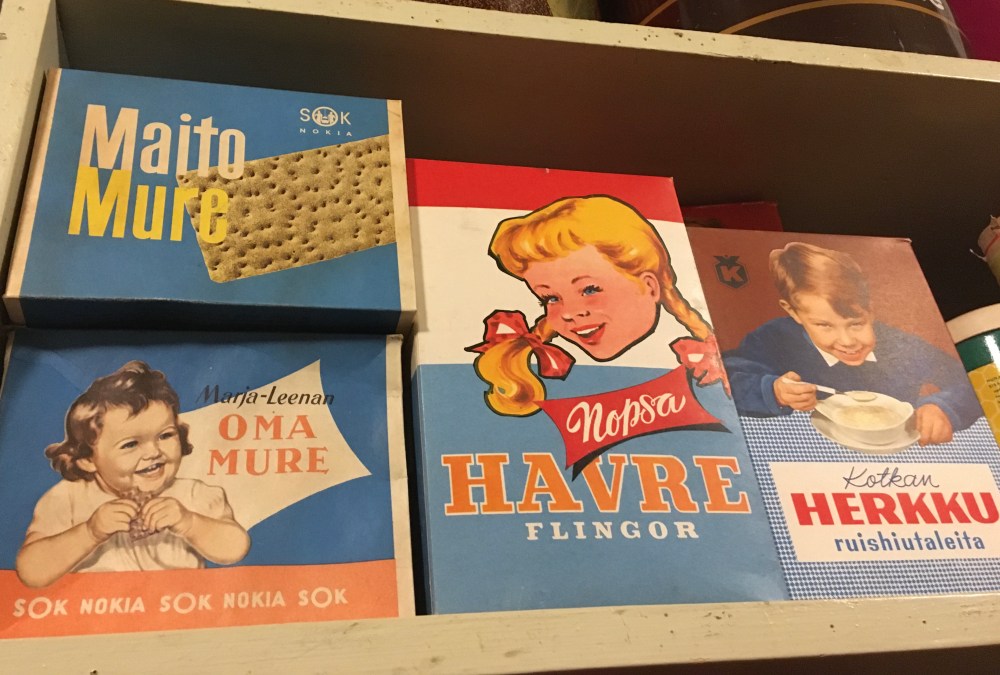 SOK
NOKIA
Maito
Mure
Marja-Leenan
OMA
MURE
SOK NOKIA SOK NOKIA SOK
Nopsa
HAVRE
FLINGOR
K
Kotkan
HERKKU
ruishiutaleita